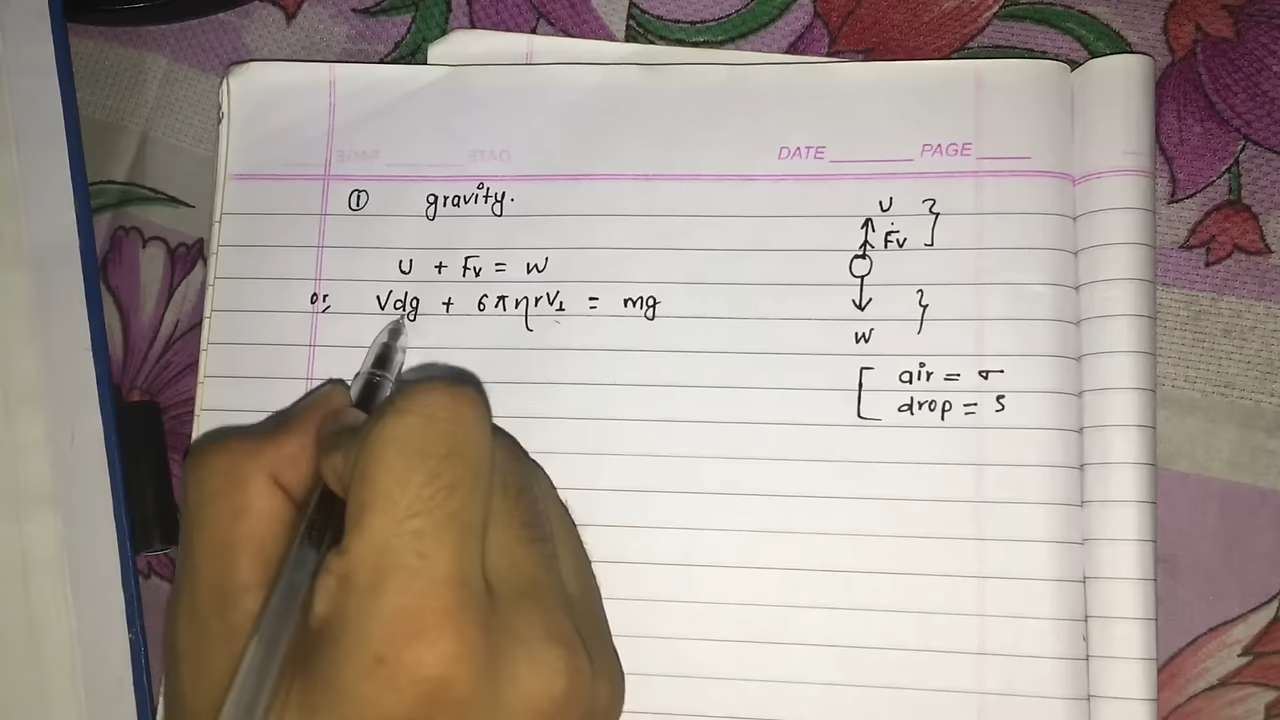 DATE PAGE
① gravity.
U + Fv = W
or, Vdg + 6πηrV₁ = mg
U
Fv
W
air = σ
drop = ρ